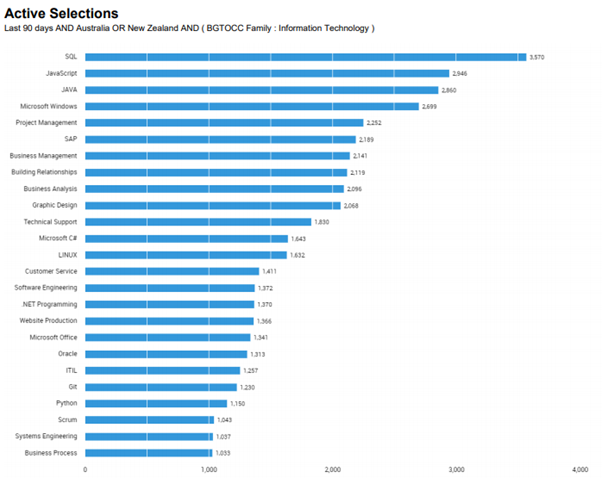 Active Selections
Last 90 days AND Australia OR New Zealand AND ( BGTOCC Family : Information Technology )
SQL 3,570
JavaScript 2,946
JAVA 2,860
Microsoft Windows 2,699
Project Management 2,252
SAP 2,189
Business Management 2,141
Building Relationships 2,119
Business Analysis 2,096
Graphic Design 2,068
Technical Support 1,830
Microsoft C# 1,643
LINUX 1,632
Customer Service 1,411
Software Engineering 1,372
.NET Programming 1,370
Website Production 1,366
Microsoft Office 1,341
Oracle 1,313
ITIL 1,257
Git 1,230
Python 1,150
Scrum 1,043
Systems Engineering 1,037
Business Process 1,033
0 1,000 2,000 3,000 4,000